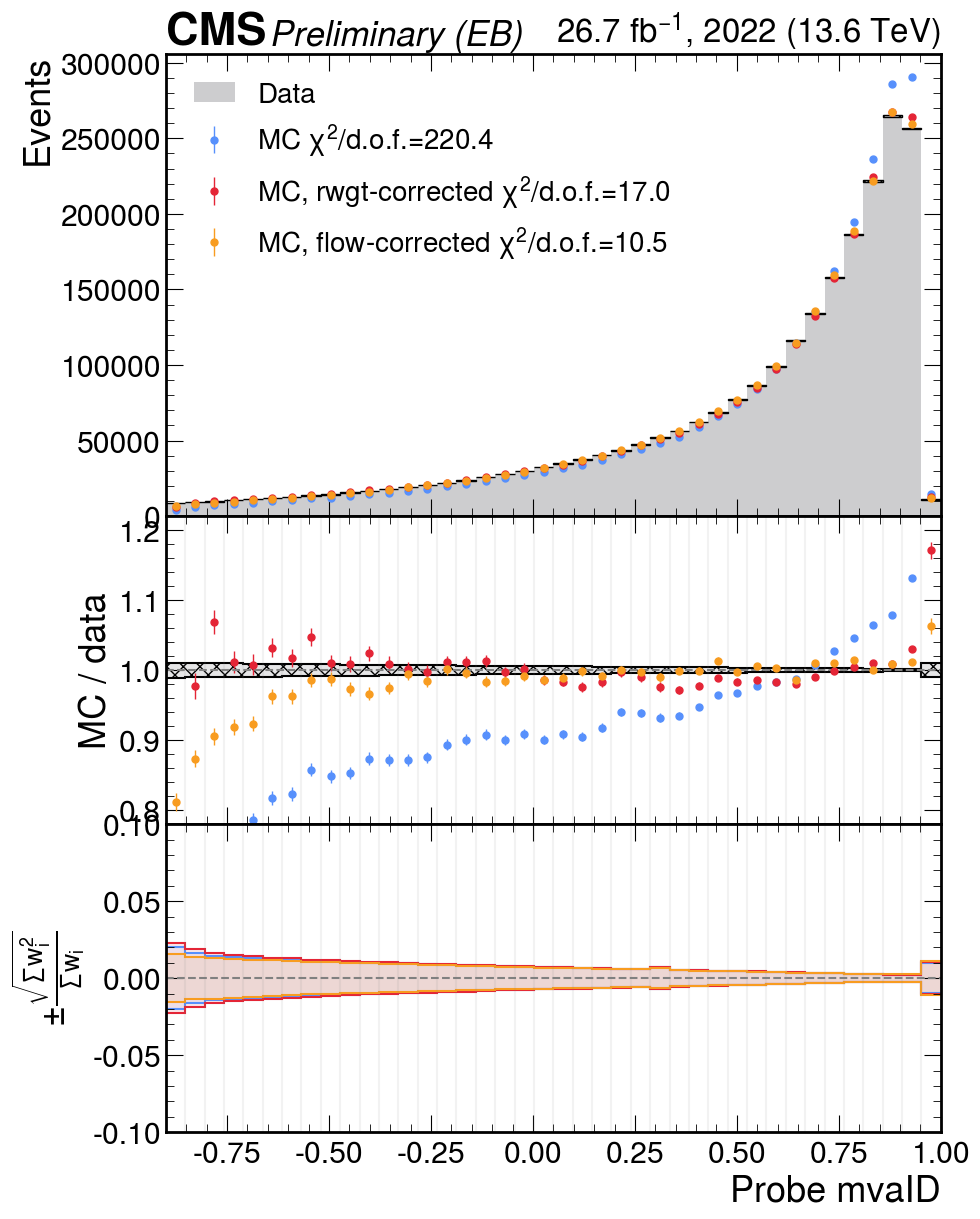 CMS Preliminary (EB) 26.7 fb⁻¹, 2022 (13.6 TeV)
Events
300000
250000
200000
150000
100000
50000
0
Data
MC χ²/d.o.f.=220.4
MC, rwgt-corrected χ²/d.o.f.=17.0
MC, flow-corrected χ²/d.o.f.=10.5
MC / data
1.2
1.1
1.0
0.9
0.8
± √Σwᵢ² / Σwᵢ
0.10
0.05
0.00
-0.05
-0.10
-0.75 -0.50 -0.25 0.00 0.25 0.50 0.75 1.00
Probe mvaID